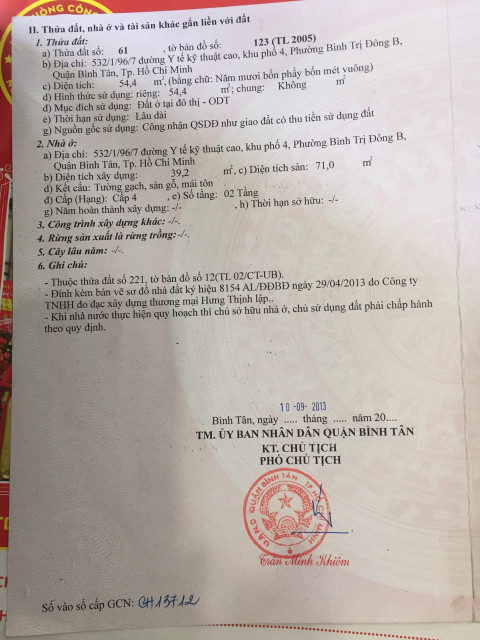 II. Thửa đất, nhà ở và tài sản khác gắn liền với đất
1. Thửa đất:
a) Thửa đất số: 61 , tờ bản đồ số: 123 (TL 2005)
b) Địa chỉ: 532/1/96/7 đường Y tế kỹ thuật cao, khu phố 4, Phường Bình Trị Đông B,
Quận Bình Tân, Tp. Hồ Chí Minh
c) Diện tích: 54,4 m², (bằng chữ: Năm mươi bốn phẩy bốn mét vuông)
d) Hình thức sử dụng: riêng: 54,4 m²; chung: Không m²
đ) Mục đích sử dụng: Đất ở tại đô thị - ODT
e) Thời hạn sử dụng: Lâu dài
g) Nguồn gốc sử dụng: Công nhận QSDĐ như giao đất có thu tiền sử dụng đất
2. Nhà ở:
a) Địa chỉ: 532/1/96/7 đường Y tế kỹ thuật cao, khu phố 4, Phường Bình Trị Đông B,
Quận Bình Tân, Tp. Hồ Chí Minh
b) Diện tích xây dựng: 39,2 m², c) Diện tích sàn: 71,0 m²
d) Kết cấu: Tường gạch, sàn gỗ, mái tôn
đ) Cấp (Hạng): Cấp 4 , e) Số tầng: 02 Tầng
g) Năm hoàn thành xây dựng: -/- , h) Thời hạn sở hữu: -/-
3. Công trình xây dựng khác: -/-.
4. Rừng sản xuất là rừng trồng: -/-.
5. Cây lâu năm: -/-.
6. Ghi chú:
- Thuộc thửa đất số 221, tờ bản đồ số 12(TL 02/CT-UB).
- Đính kèm bản vẽ sơ đồ nhà đất ký hiệu 8154 AL/ĐĐBĐ ngày 29/04/2013 do Công ty
TNHH đo đạc xây dựng thương mại Hưng Thịnh lập..
- Khi nhà nước thực hiện quy hoạch thì chủ sở hữu nhà ở, chủ sử dụng đất phải chấp hành
theo quy định.
10-09-2013
Bình Tân, ngày ..... tháng ..... năm 20....
TM. ỦY BAN NHÂN DÂN QUẬN BÌNH TÂN
KT. CHỦ TỊCH
PHÓ CHỦ TỊCH
U.B.N.D QUẬN BÌNH TÂN TP. HỒ CHÍ MINH
Trần Minh Khiêm
Số vào sổ cấp GCN: CH13712